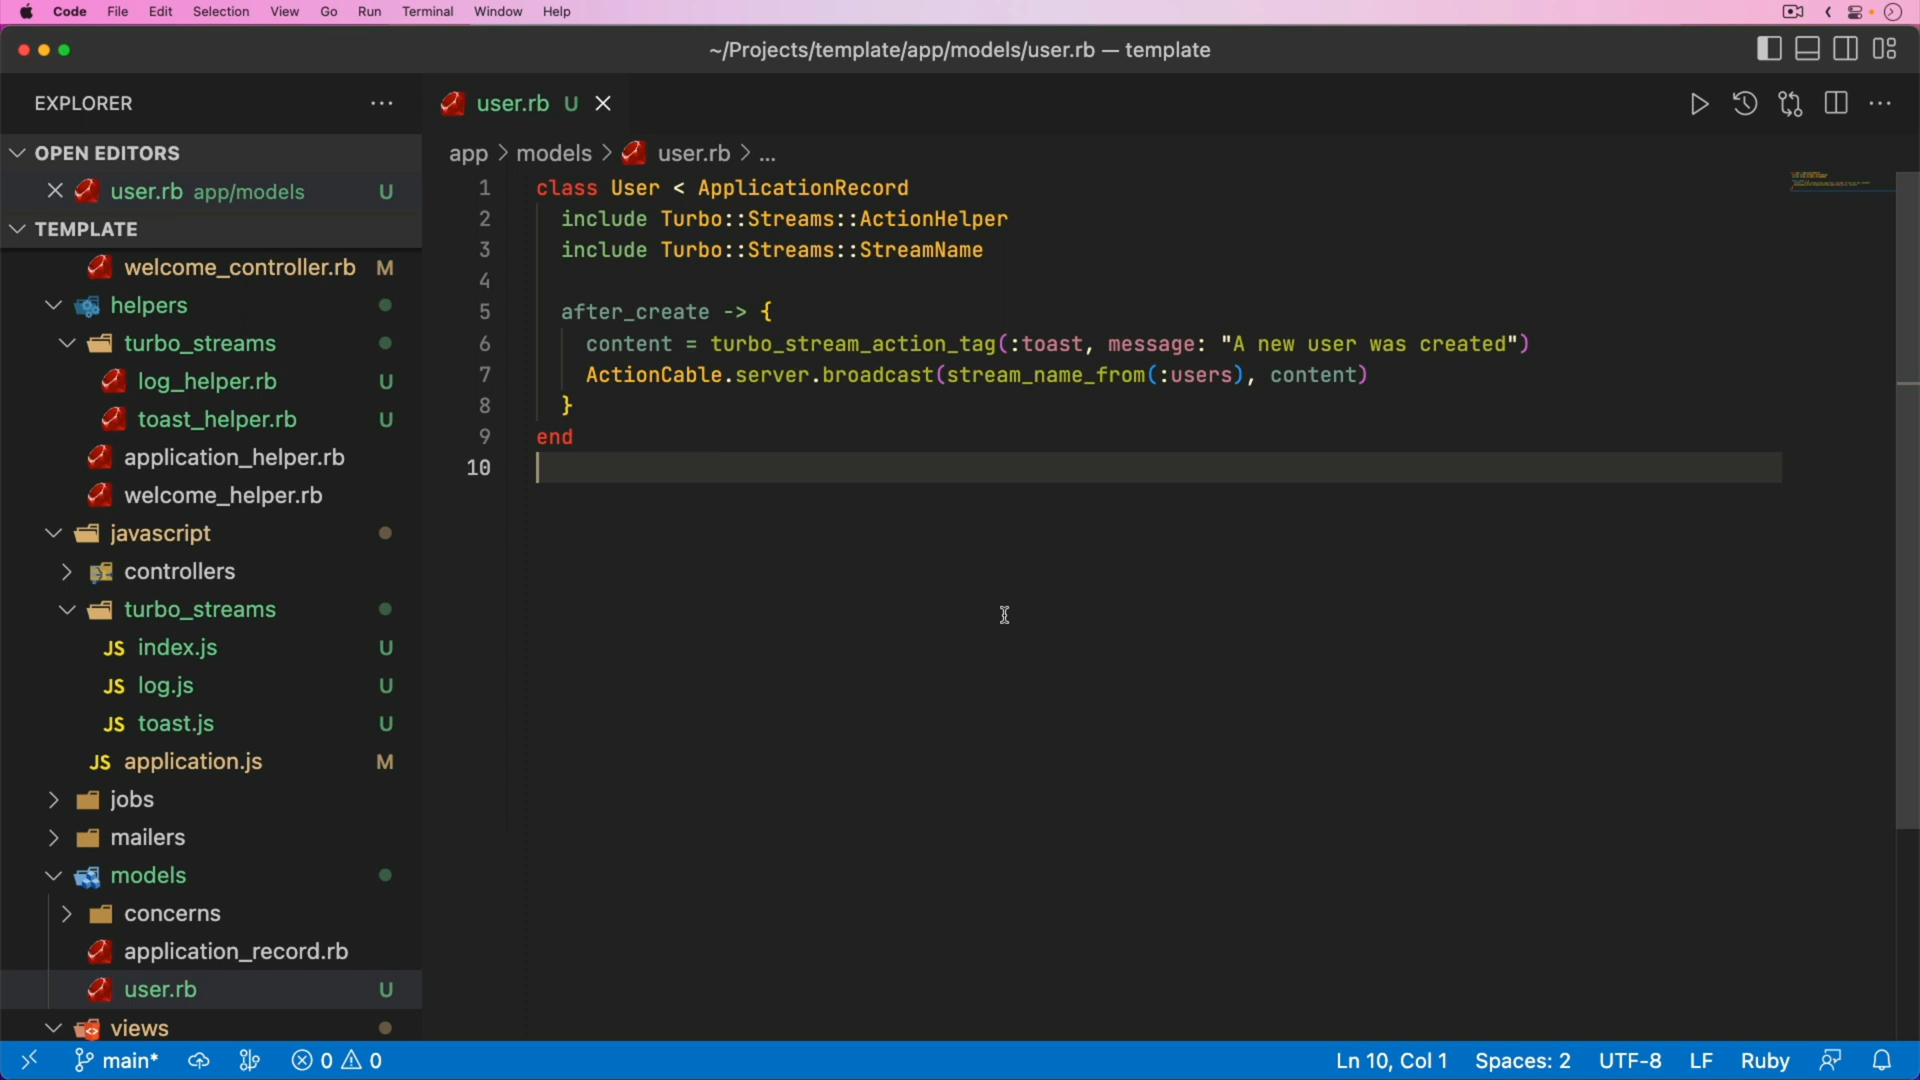 Code File Edit Selection View Go Run Terminal Window Help
~/Projects/template/app/models/user.rb — template
EXPLORER
user.rb U
OPEN EDITORS
user.rb app/models U
TEMPLATE
welcome_controller.rb M
helpers
turbo_streams
log_helper.rb U
toast_helper.rb U
application_helper.rb
welcome_helper.rb
javascript
controllers
turbo_streams
JS index.js U
JS log.js U
JS toast.js U
JS application.js M
jobs
mailers
models
concerns
application_record.rb
user.rb U
views
app > models > user.rb > ...
1 class User < ApplicationRecord
2 include Turbo::Streams::ActionHelper
3 include Turbo::Streams::StreamName
4
5 after_create -> {
6 content = turbo_stream_action_tag(:toast, message: "A new user was created")
7 ActionCable.server.broadcast(stream_name_from(:users), content)
8 }
9 end
10
main* 0 0
Ln 10, Col 1 Spaces: 2 UTF-8 LF Ruby